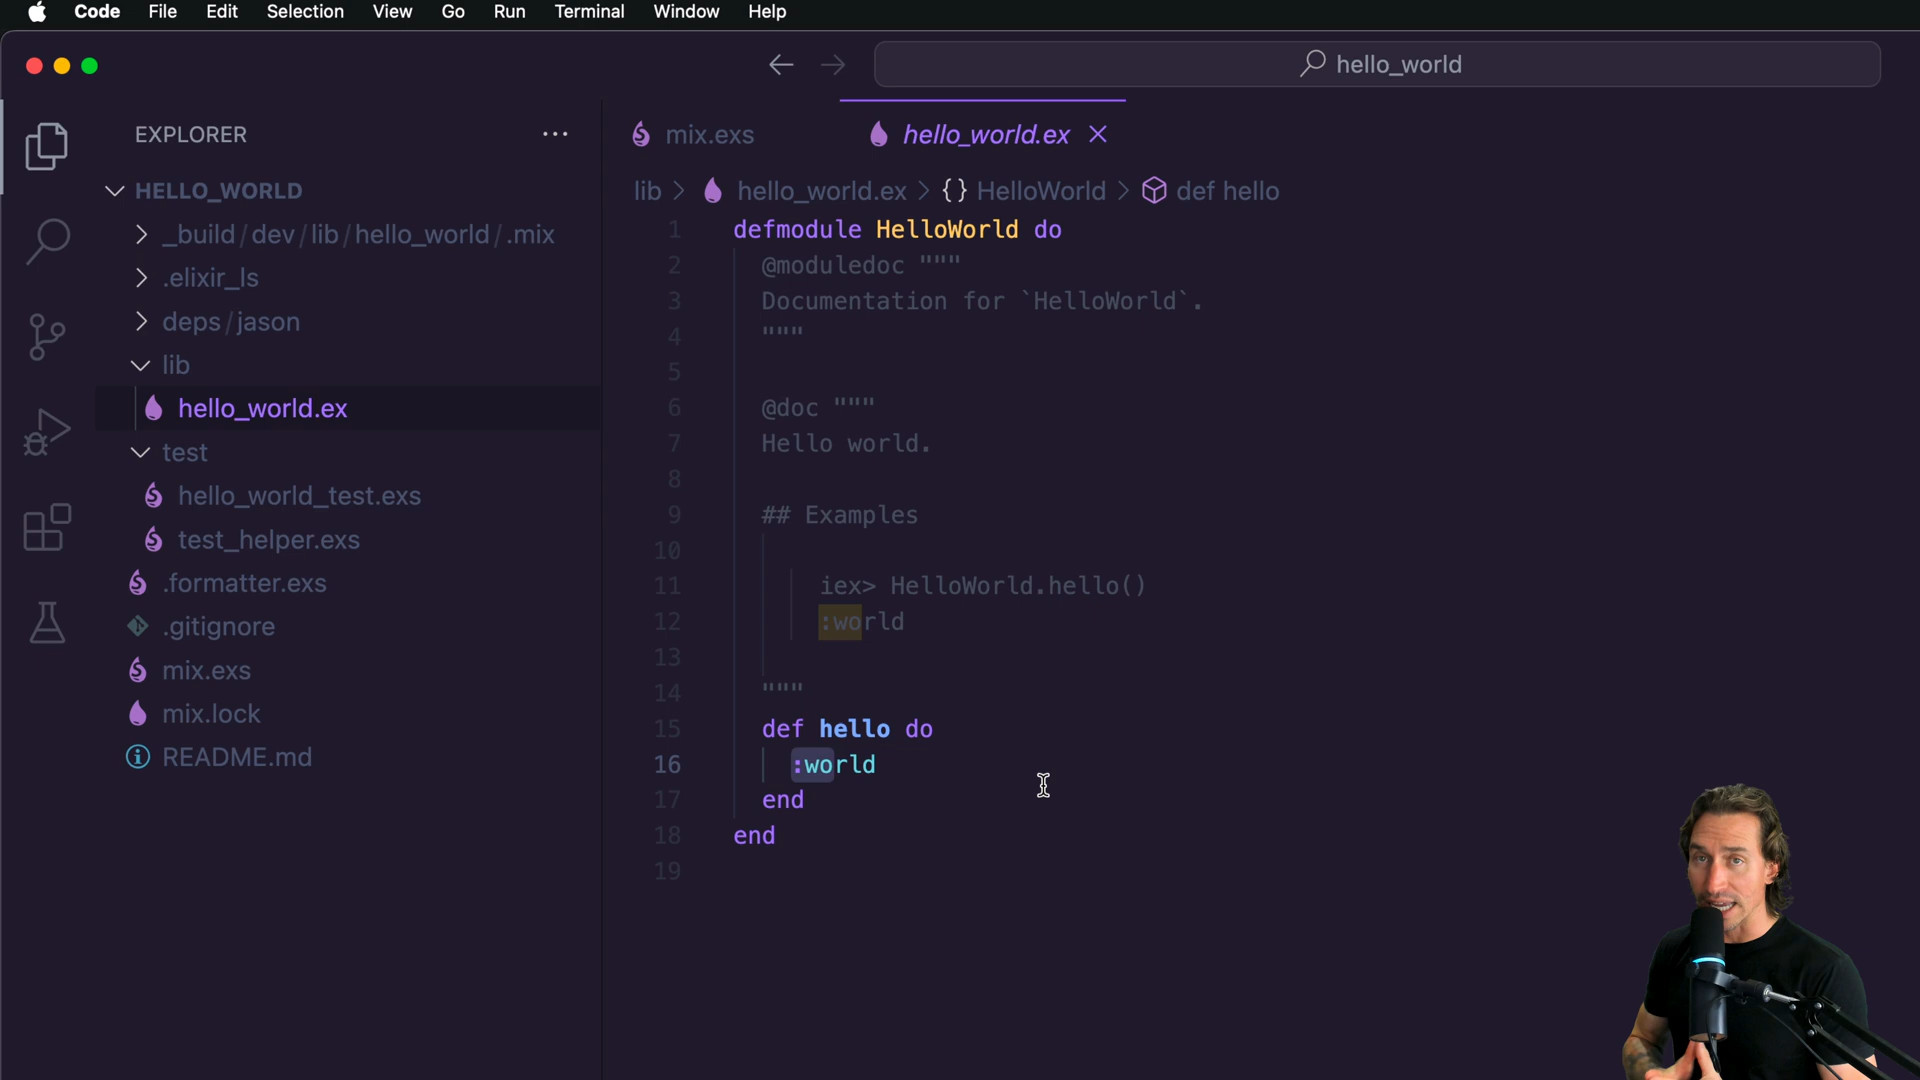 Code File Edit Selection View Go Run Terminal Window Help
hello_world
EXPLORER ...
HELLO_WORLD
_build/dev/lib/hello_world/.mix
.elixir_ls
deps/jason
lib
hello_world.ex
test
hello_world_test.exs
test_helper.exs
.formatter.exs
.gitignore
mix.exs
mix.lock
README.md
mix.exs hello_world.ex
lib > hello_world.ex > {} HelloWorld > def hello
1 defmodule HelloWorld do
2 @moduledoc """
3 Documentation for `HelloWorld`.
4 """
5
6 @doc """
7 Hello world.
8
9 ## Examples
10
11 iex> HelloWorld.hello()
12 :world
13
14 """
15 def hello do
16 :world
17 end
18 end
19